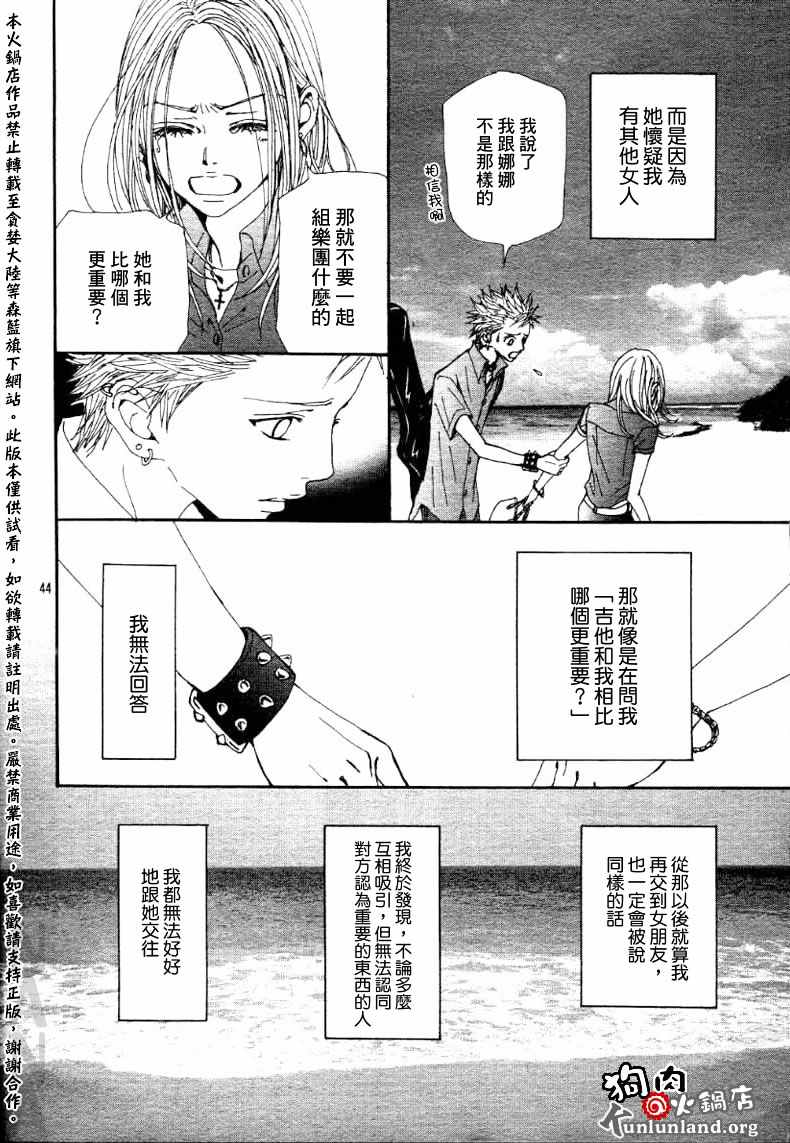 而是因為
她懷疑我
有其他女人
我說了
我跟娜娜
不是那樣的
相信我啊
那就不要一起
組樂團什麼的
她和我
比哪個
更重要？
那就像是在問我
「吉他和我相比
哪個更重要？」
我無法回答
從那以後就算我
再交到女朋友，
也一定會被說
同樣的話
我終於發現，不論多麼
互相吸引，但無法認同
對方認為重要的東西的人
我都無法好好
地跟她交往
44
本火鍋店作品禁止轉載至貪婪大陸等森藍旗下網站。此版本僅供試看，如欲轉載請註明出處。嚴禁商業用途，如喜歡請支持正版，謝謝合作。
狗肉
火鍋店
Kunlunland.org